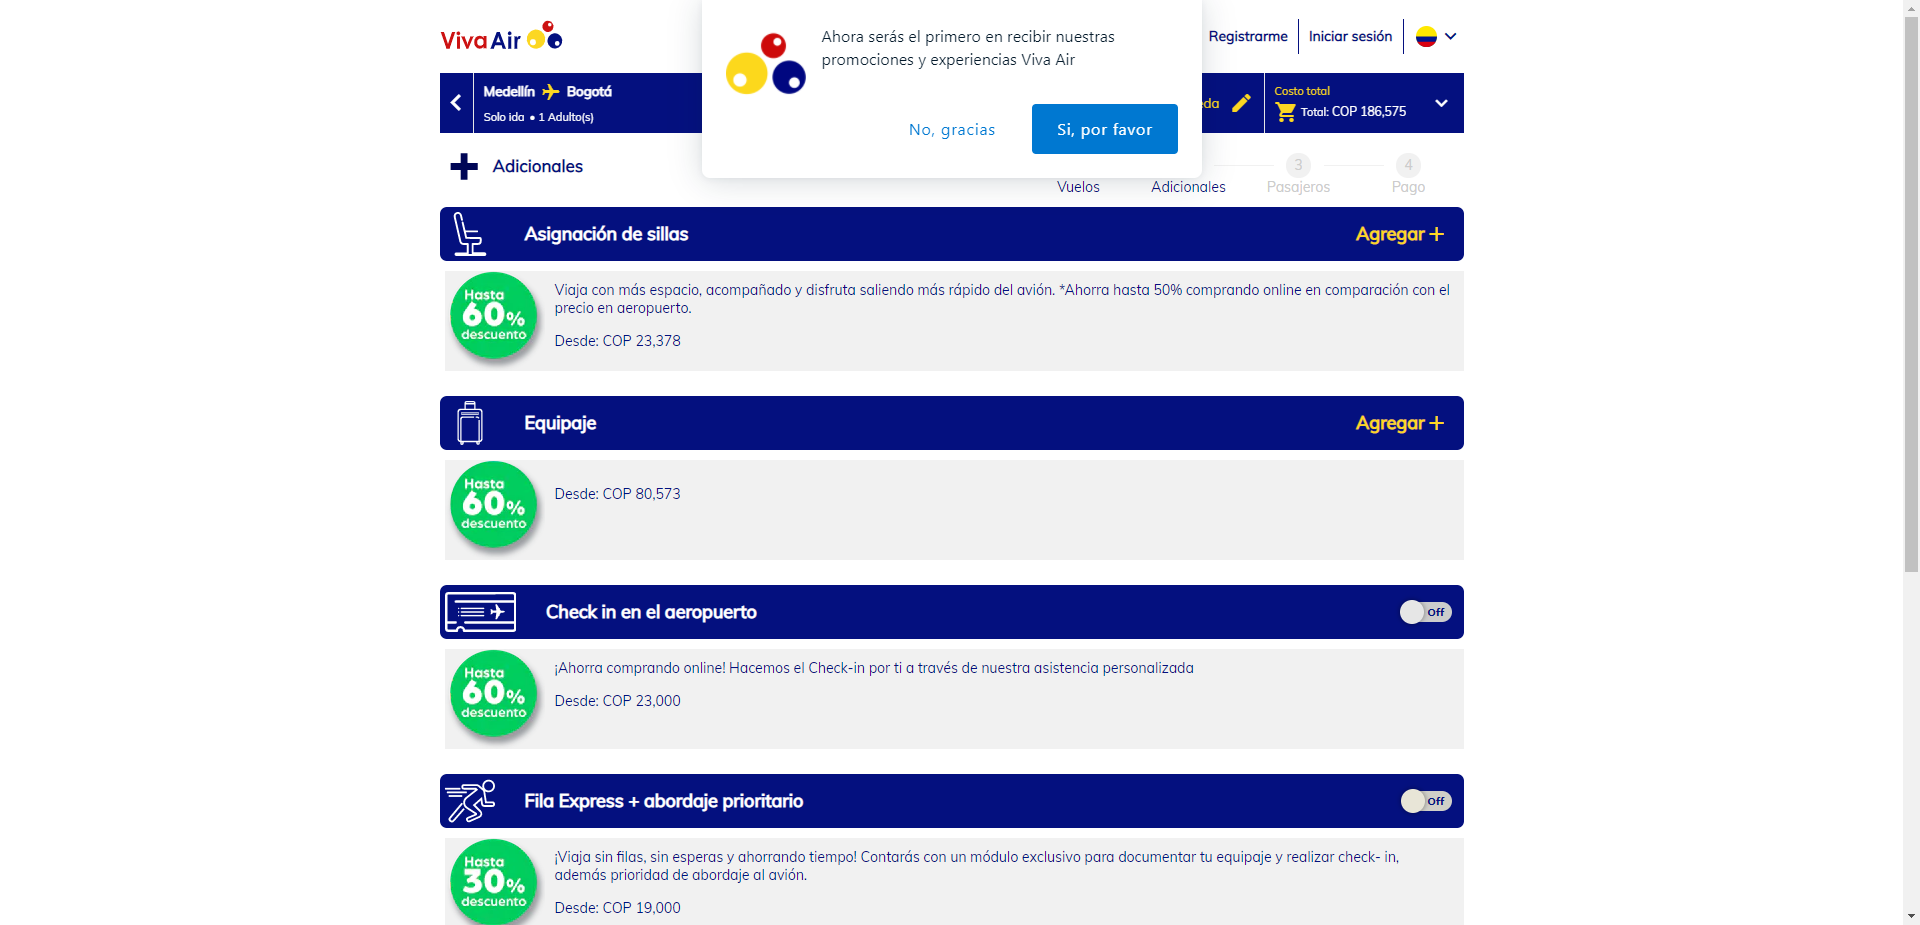 Viva Air
Ahora serás el primero en recibir nuestras
promociones y experiencias Viva Air
No, gracias
Si, por favor
Registrarme
Iniciar sesión
Medellín Bogotá
Solo ida • 1 Adulto(s)
Costo total
Total: COP 186,575
Adicionales
3
4
Vuelos
Adicionales
Pasajeros
Pago
Asignación de sillas
Agregar +
Hasta
60%
descuento
Viaja con más espacio, acompañado y disfruta saliendo más rápido del avión. *Ahorra hasta 50% comprando online en comparación con el
precio en aeropuerto.
Desde: COP 23,378
Equipaje
Agregar +
Hasta
60%
descuento
Desde: COP 80,573
Check in en el aeropuerto
Off
Hasta
60%
descuento
¡Ahorra comprando online! Hacemos el Check-in por ti a través de nuestra asistencia personalizada
Desde: COP 23,000
Fila Express + abordaje prioritario
Off
Hasta
30%
descuento
¡Viaja sin filas, sin esperas y ahorrando tiempo! Contarás con un módulo exclusivo para documentar tu equipaje y realizar check- in,
además prioridad de abordaje al avión.
Desde: COP 19,000